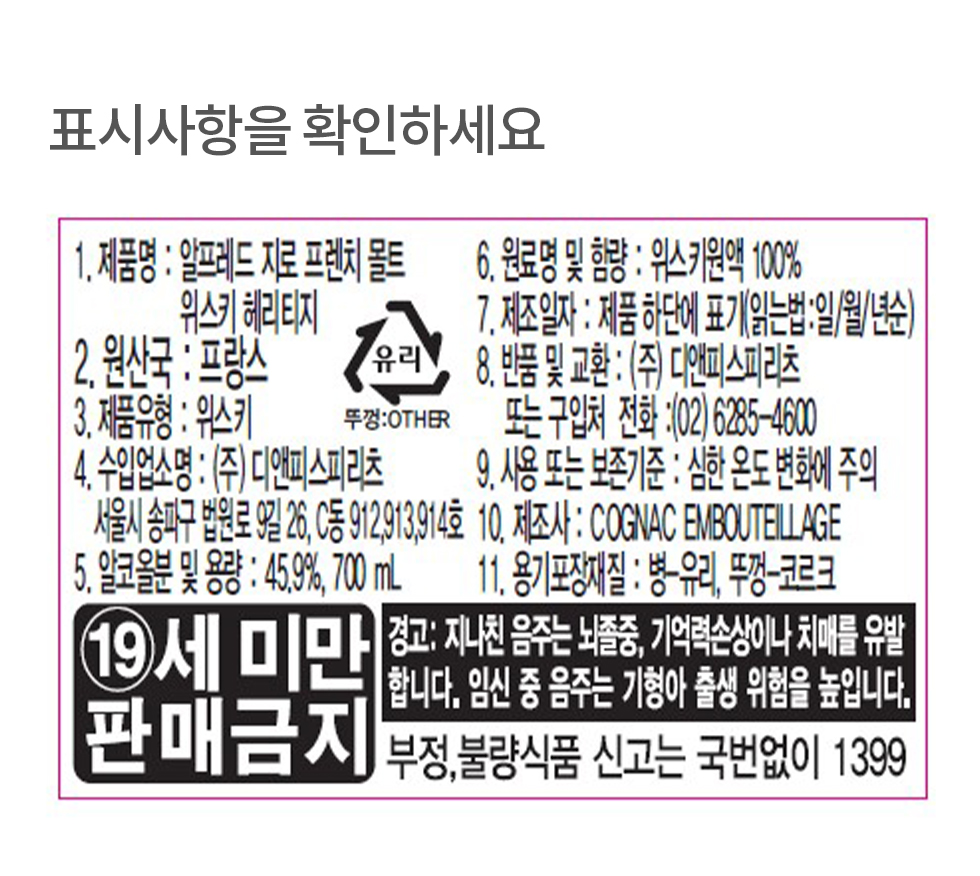 표시사항을 확인하세요
1. 제품명 : 알프레드 지로 프렌치 몰트
위스키 헤리티지
2. 원산국 : 프랑스
3. 제품유형 : 위스키
유리
뚜껑:OTHER
4. 수입업소명 : (주) 디앤피스피리츠
서울시 송파구 법원로 9길 26, C동 912,913,914호
5. 알코올분 및 용량 : 45.9%, 700 mL
6. 원료명 및 함량 : 위스키원액 100%
7. 제조일자 : 제품 하단에 표기(읽는법:일/월/년순)
8. 반품 및 교환 : (주) 디앤피스피리츠
또는 구입처 전화 :(02) 6285-4600
9. 사용 또는 보존기준 : 심한 온도 변화에 주의
10. 제조사 : COGNAC EMBOUTEILLAGE
11. 용기포장재질 : 병-유리, 뚜껑-코르크
19세 미만
판매금지
경고: 지나친 음주는 뇌졸중, 기억력손상이나 치매를 유발
합니다. 임신 중 음주는 기형아 출생 위험을 높입니다.
부정,불량식품 신고는 국번없이 1399